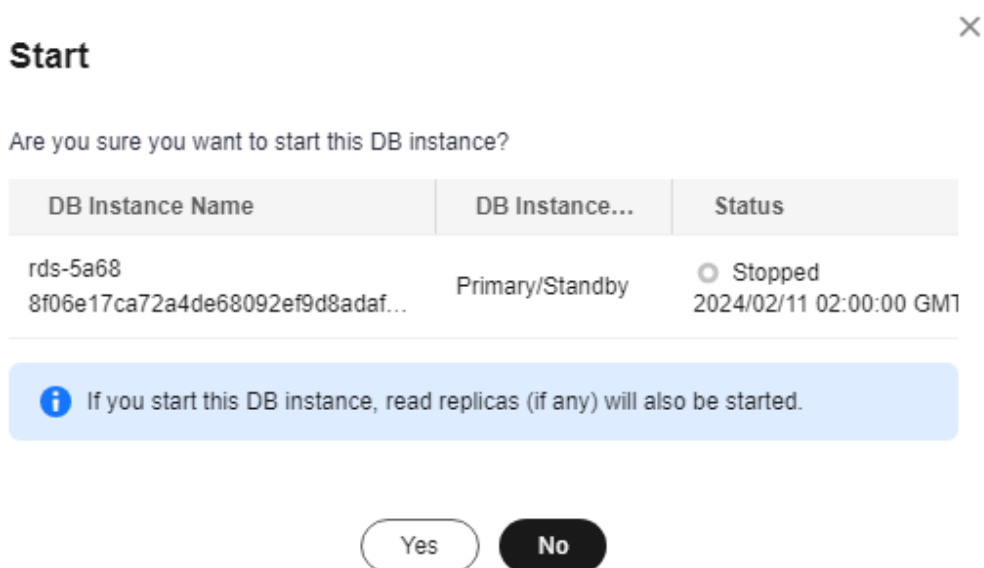 Start
Are you sure you want to start this DB instance?
DB Instance Name DB Instance... Status
rds-5a68
8f06e17ca72a4de68092ef9d8adaf...
Primary/Standby
Stopped
2024/02/11 02:00:00 GMT
If you start this DB instance, read replicas (if any) will also be started.
Yes No